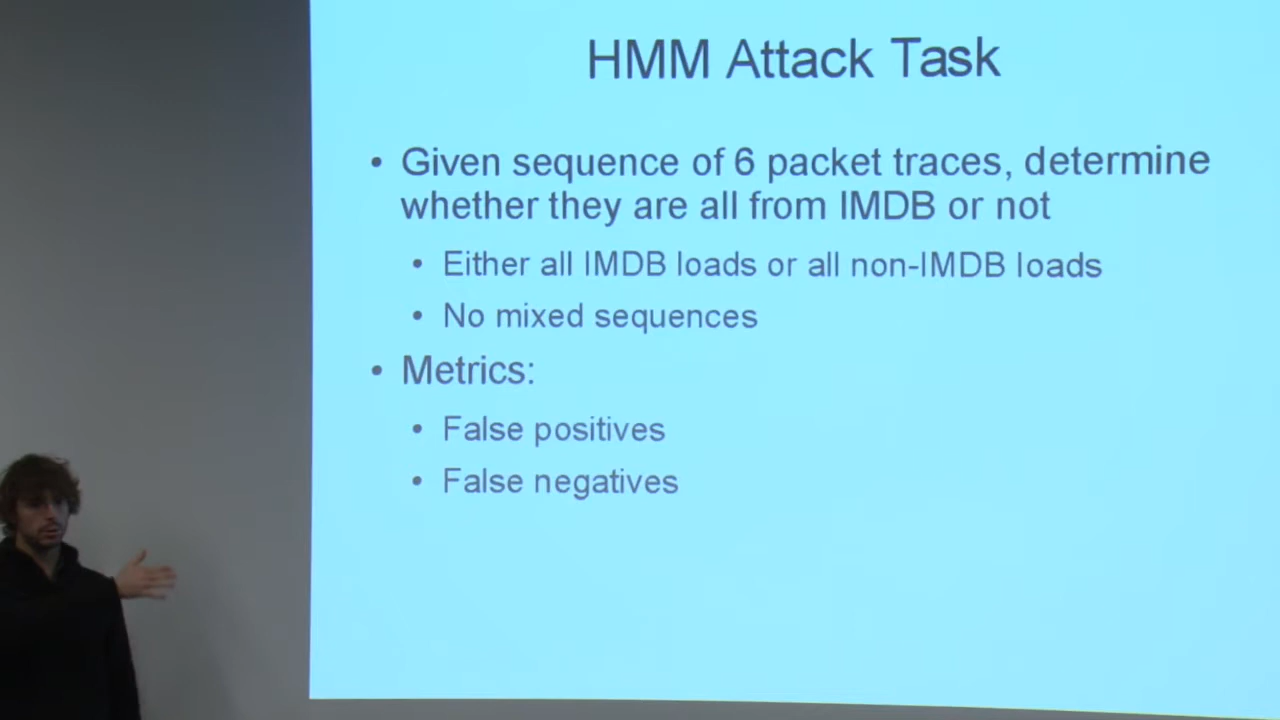 HMM Attack Task
• Given sequence of 6 packet traces, determine
whether they are all from IMDB or not
• Either all IMDB loads or all non-IMDB loads
• No mixed sequences
• Metrics:
• False positives
• False negatives